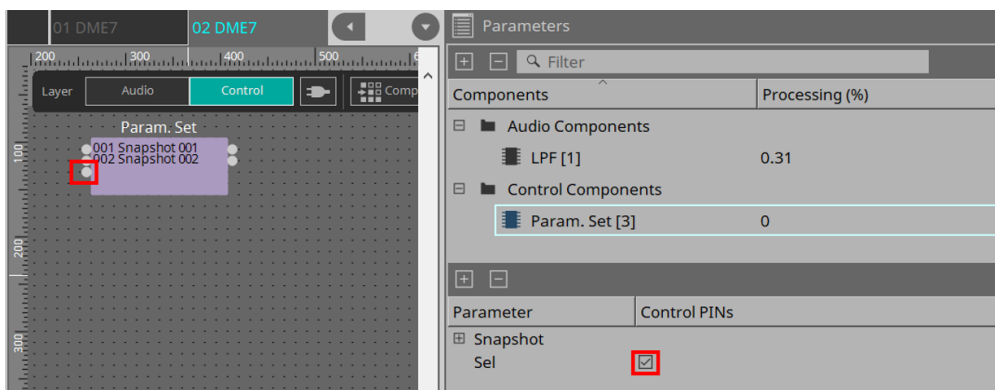 01 DME7
02 DME7
Parameters
200
300
400
500
Filter
Layer
Audio
Control
Comp
Components
Processing (%)
Param. Set
Audio Components
001 Snapshot 001
002 Snapshot 002
100
LPF [1]
0.31
Control Components
Param. Set [3]
0
200
Parameter
Control PINs
Snapshot
300
Sel